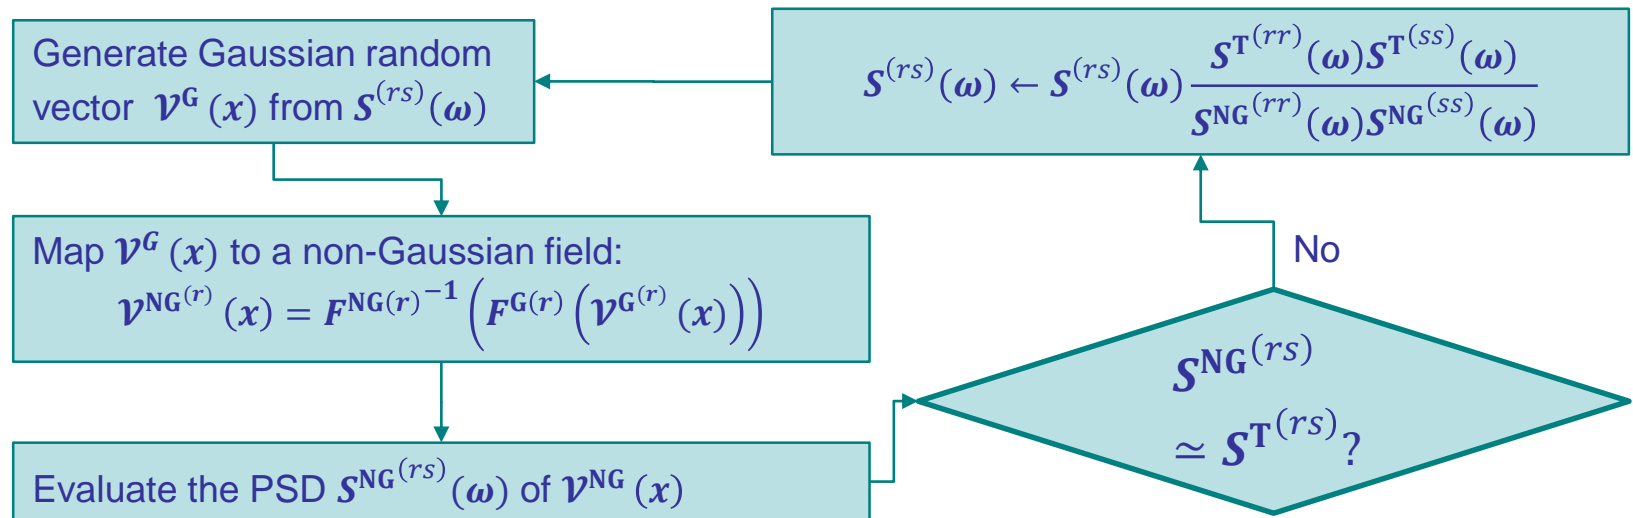 Generate Gaussian random
vector 𝒱^G (x) from S^(rs)(ω)
S^(rs)(ω) ← S^(rs)(ω) S^T^(rr)(ω)S^T^(ss)(ω) / S^NG^(rr)(ω)S^NG^(ss)(ω)
Map 𝒱^G (x) to a non-Gaussian field:
𝒱^NG^(r) (x) = F^NG(r)^−1 (F^G(r) (𝒱^G^(r) (x)))
No
S^NG^(rs)
≃ S^T^(rs)?
Evaluate the PSD S^NG^(rs)(ω) of 𝒱^NG (x)